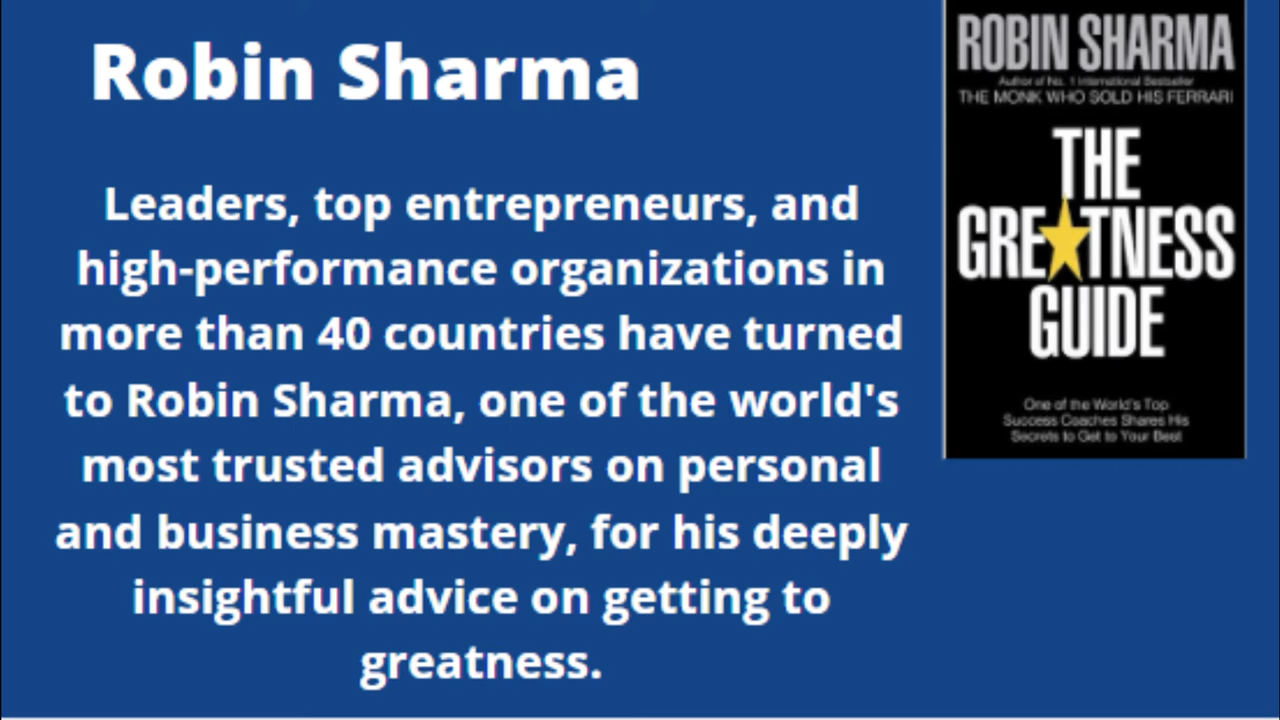 Robin Sharma
Leaders, top entrepreneurs, and
high-performance organizations in
more than 40 countries have turned
to Robin Sharma, one of the world's
most trusted advisors on personal
and business mastery, for his deeply
insightful advice on getting to
greatness.
ROBIN SHARMA
Author of No. 1 International Bestseller
THE MONK WHO SOLD HIS FERRARI
THE
GRE★TNESS
GUIDE
One of the World's Top
Success Coaches Shares His
Secrets to Get to Your Best